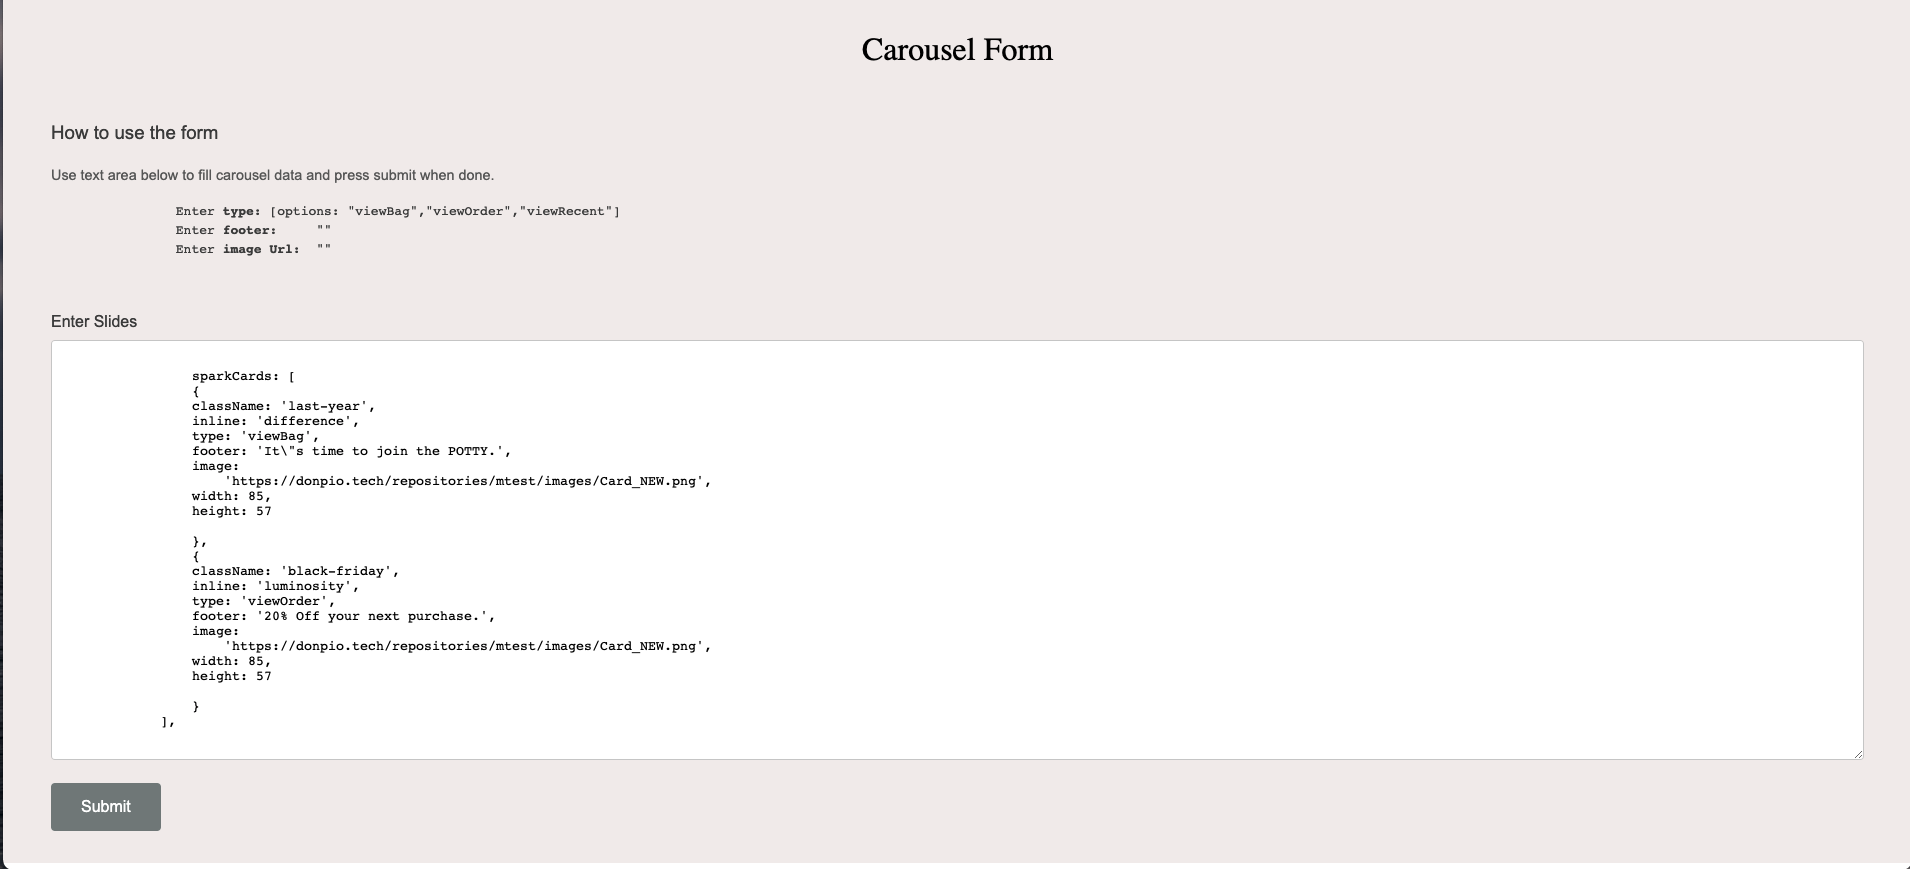 Carousel Form
How to use the form
Use text area below to fill carousel data and press submit when done.
Enter type: [options: "viewBag","viewOrder","viewRecent"]
Enter footer: ""
Enter image Url: ""
Enter Slides
sparkCards: [
{
className: 'last-year',
inline: 'difference',
type: 'viewBag',
footer: 'It\"s time to join the POTTY.',
image:
'https://donpio.tech/repositories/mtest/images/Card_NEW.png',
width: 85,
height: 57
},
{
className: 'black-friday',
inline: 'luminosity',
type: 'viewOrder',
footer: '20% Off your next purchase.',
image:
'https://donpio.tech/repositories/mtest/images/Card_NEW.png',
width: 85,
height: 57
}
],
Submit